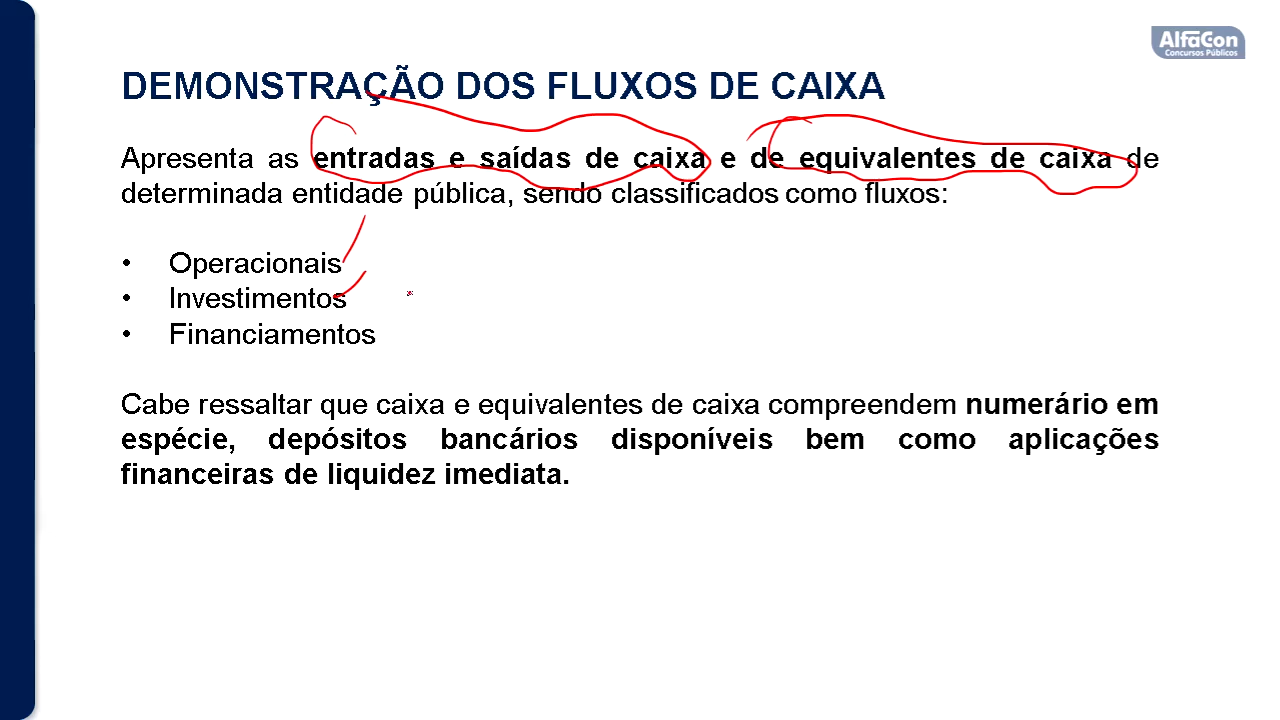 AlfaCon
Concursos Públicos
DEMONSTRAÇÃO DOS FLUXOS DE CAIXA
Apresenta as entradas e saídas de caixa e de equivalentes de caixa de
determinada entidade pública, sendo classificados como fluxos:
• Operacionais
• Investimentos
• Financiamentos
Cabe ressaltar que caixa e equivalentes de caixa compreendem numerário em
espécie, depósitos bancários disponíveis bem como aplicações
financeiras de liquidez imediata.